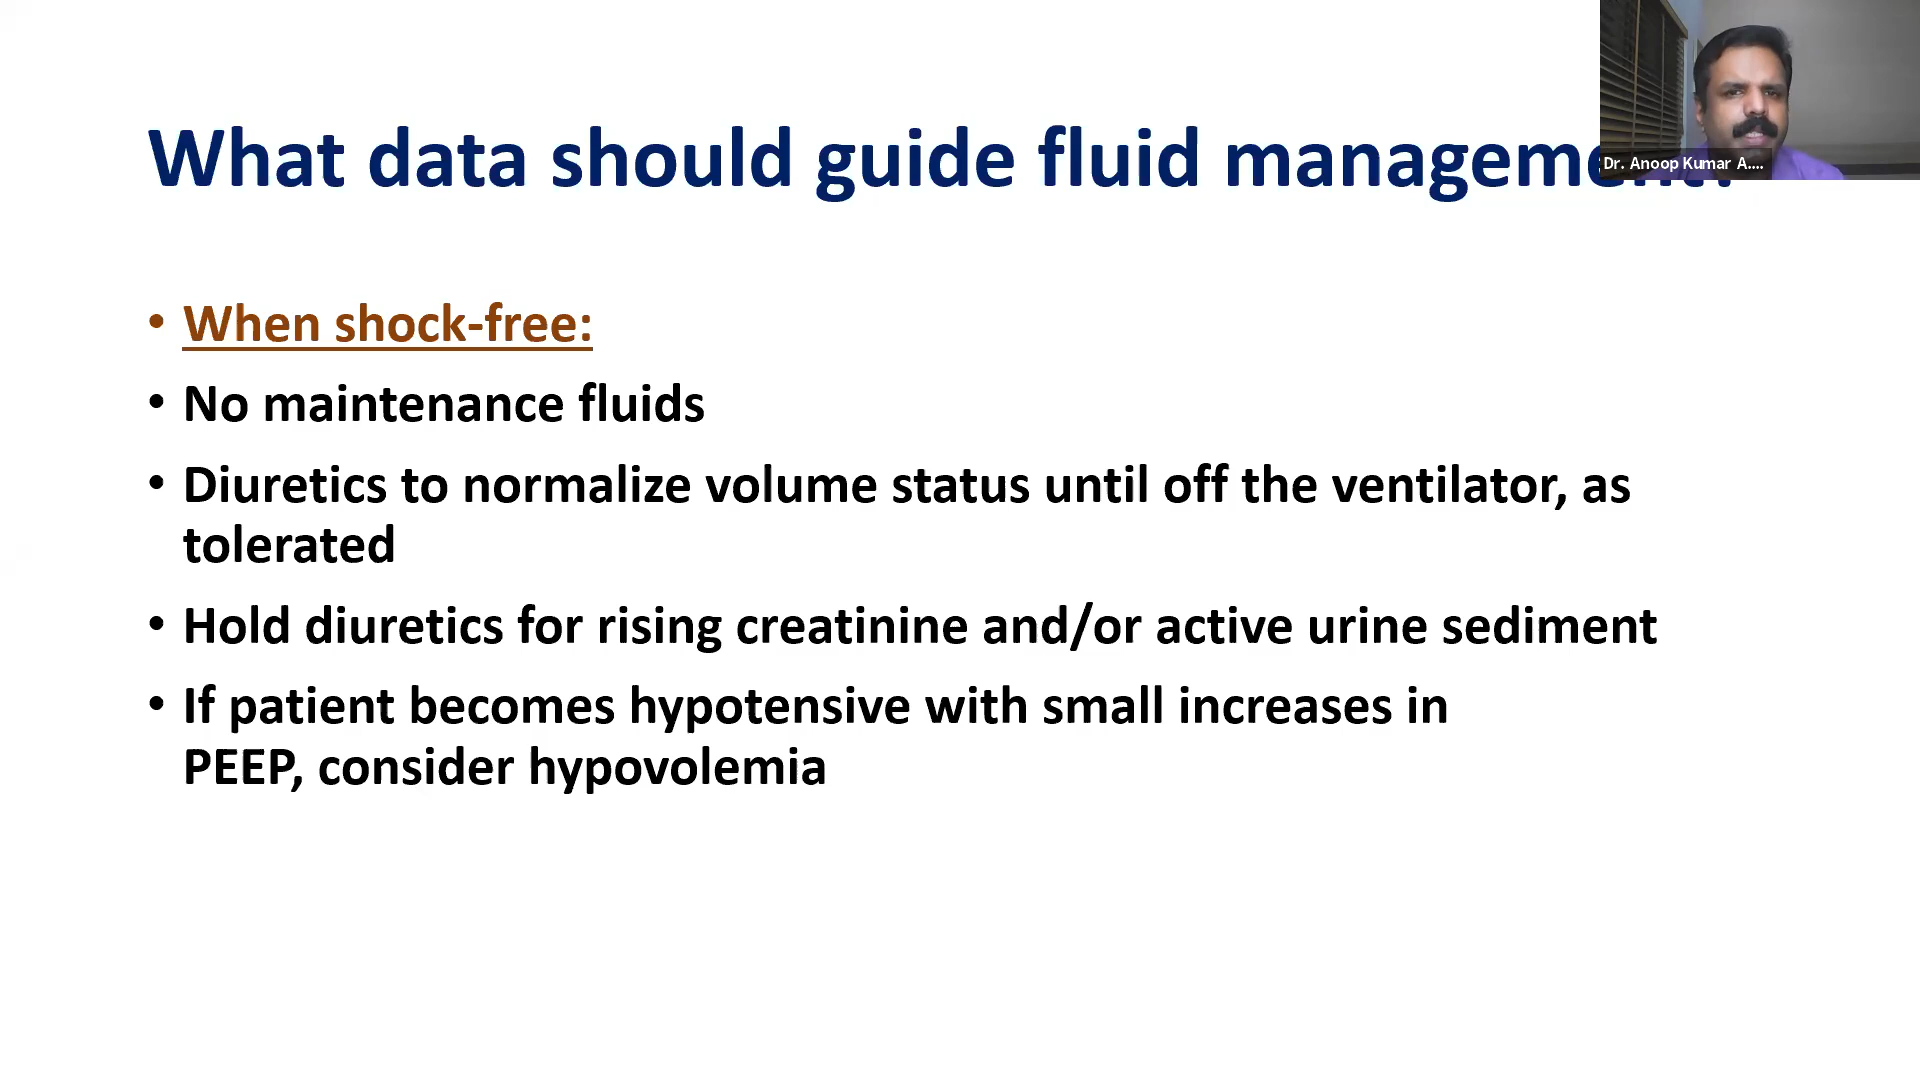 What data should guide fluid management?
Dr. Anoop Kumar A....
• When shock-free:
• No maintenance fluids
• Diuretics to normalize volume status until off the ventilator, as
tolerated
• Hold diuretics for rising creatinine and/or active urine sediment
• If patient becomes hypotensive with small increases in
PEEP, consider hypovolemia